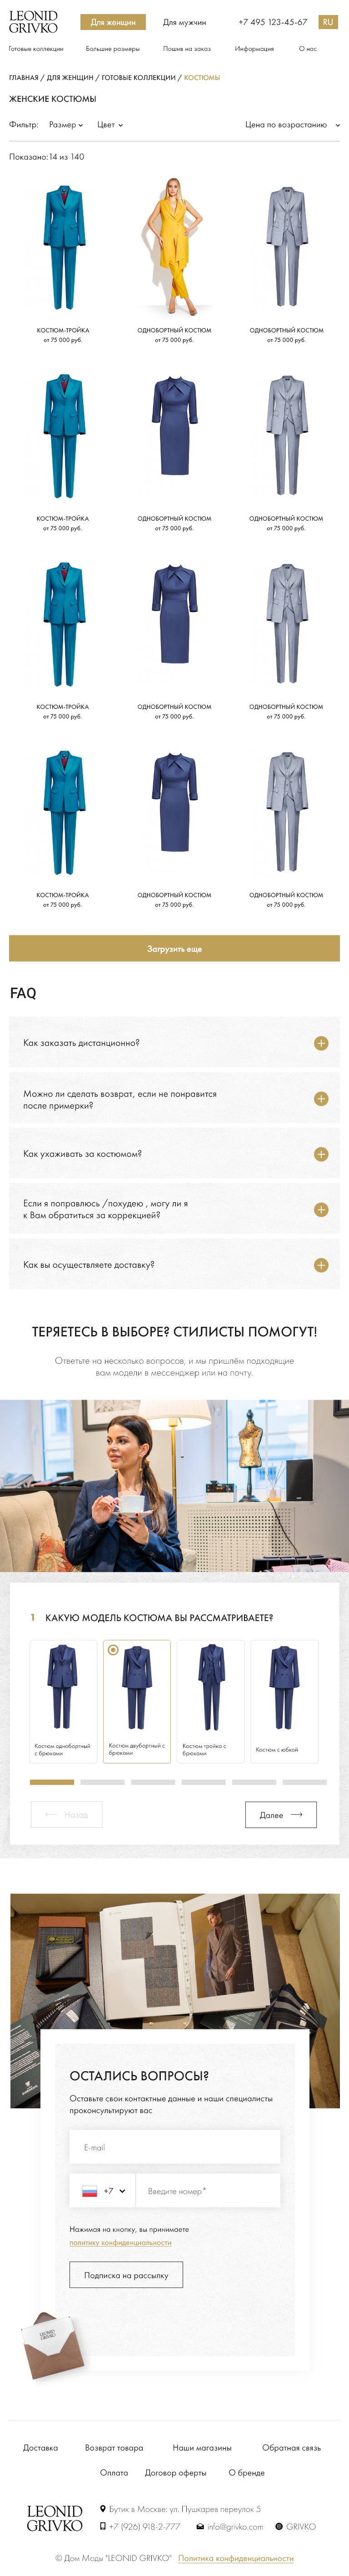 LEONID
GRIVKO
Для женщин
Для мужчин
+7 495 123-45-67
RU
Готовые коллекции
Большие размеры
Пошив на заказ
Информация
О нас
ГЛАВНАЯ / ДЛЯ ЖЕНЩИН / ГОТОВЫЕ КОЛЛЕКЦИИ / КОСТЮМЫ
ЖЕНСКИЕ КОСТЮМЫ
Фильтр: Размер Цвет Цена по возрастанию
Показано:14 из 140
КОСТЮМ-ТРОЙКА
от 75 000 руб.
ОДНОБОРТНЫЙ КОСТЮМ
от 75 000 руб.
ОДНОБОРТНЫЙ КОСТЮМ
от 75 000 руб.
КОСТЮМ-ТРОЙКА
от 75 000 руб.
ОДНОБОРТНЫЙ КОСТЮМ
от 75 000 руб.
ОДНОБОРТНЫЙ КОСТЮМ
от 75 000 руб.
КОСТЮМ-ТРОЙКА
от 75 000 руб.
ОДНОБОРТНЫЙ КОСТЮМ
от 75 000 руб.
ОДНОБОРТНЫЙ КОСТЮМ
от 75 000 руб.
КОСТЮМ-ТРОЙКА
от 75 000 руб.
ОДНОБОРТНЫЙ КОСТЮМ
от 75 000 руб.
ОДНОБОРТНЫЙ КОСТЮМ
от 75 000 руб.
Загрузить еще
FAQ
Как заказать дистанционно?
Можно ли сделать возврат, если не понравится
после примерки?
Как ухаживать за костюмом?
Если я поправлюсь /похудею , могу ли я
к Вам обратиться за коррекцией?
Как вы осуществляете доставку?
ТЕРЯЕТЕСЬ В ВЫБОРЕ? СТИЛИСТЫ ПОМОГУТ!
Ответьте на несколько вопросов, и мы пришлём подходящие
вам модели в мессенджер или на почту.
1 КАКУЮ МОДЕЛЬ КОСТЮМА ВЫ РАССМАТРИВАЕТЕ?
Костюм однобортный
с брюками
Костюм двубортный с
брюками
Костюм тройка с
брюками
Костюм с юбкой
Назад
Далее
ОСТАЛИСЬ ВОПРОСЫ?
Оставьте свои контактные данные и наши специалисты
проконсультируют вас
E-mail
+7
Введите номер*
Нажимая на кнопку, вы принимаете
политику конфиденциальности
Подписка на рассылку
LEONID
GRIVKO
Доставка
Возврат товара
Наши магазины
Обратная связь
Оплата
Договор оферты
О бренде
LEONID
GRIVKO
Бутик в Москве: ул. Пушкарев переулок 5
+7 (926) 918-2-777
info@grivko.com
GRIVKO
© Дом Моды "LEONID GRIVKO" Политика конфиденциальности